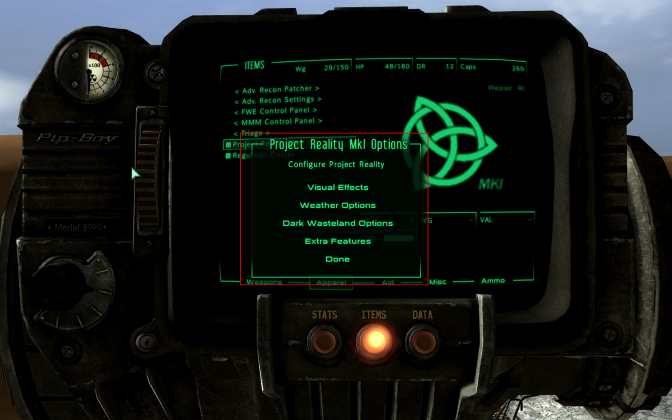 x100
Pip-Boy
Model 3000
ITEMS
Wg 29/150
HP 48/180
DR 12
Caps 260
< Adv. Recon Patcher >
< Adv. Recon Settings >
< FWE Control Panel >
< MMM Control Panel >
< Triage >
Repair R)
MKI
WG
VAL
Project Reality MkI Options
Configure Project Reality
Visual Effects
Weather Options
Dark Wasteland Options
Extra Features
Done
Weapons
Apparel
Aid
Misc
Ammo
STATS
ITEMS
DATA